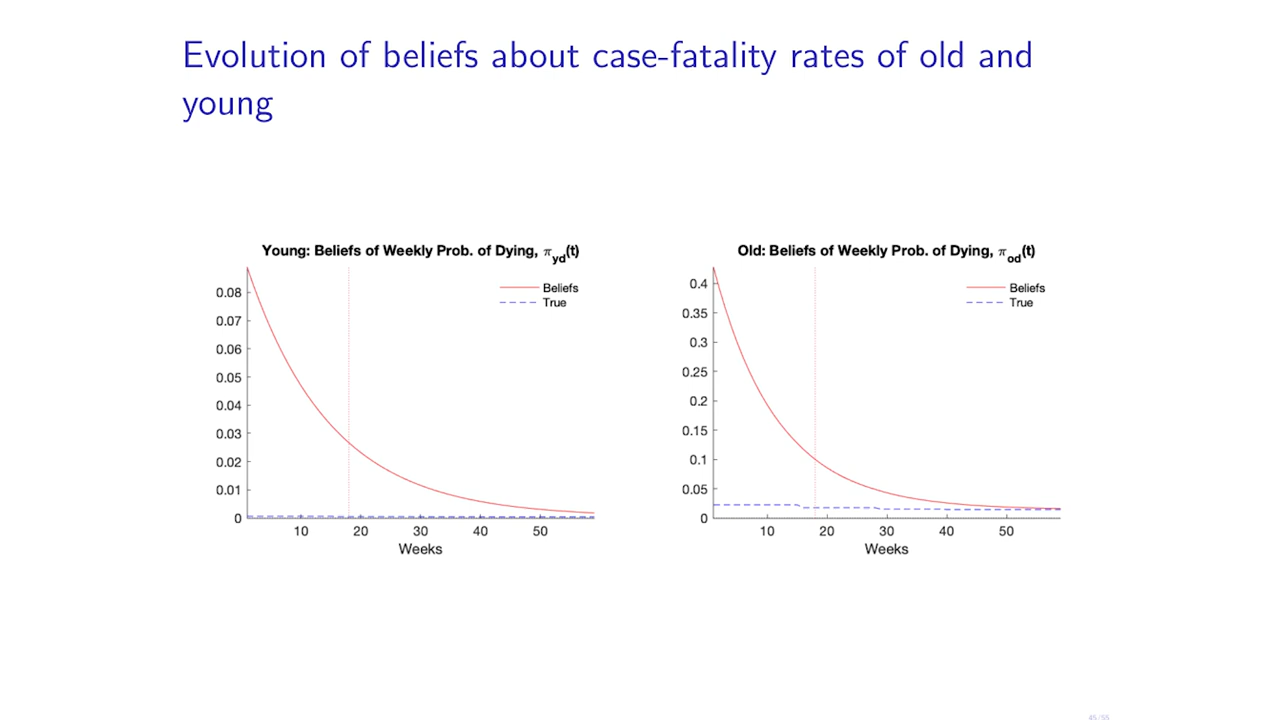 Evolution of beliefs about case-fatality rates of old and
young
Young: Beliefs of Weekly Prob. of Dying, π_yd(t)
Beliefs
True
0.08
0.07
0.06
0.05
0.04
0.03
0.02
0.01
0
10 20 30 40 50
Weeks
Old: Beliefs of Weekly Prob. of Dying, π_od(t)
Beliefs
True
0.4
0.35
0.3
0.25
0.2
0.15
0.1
0.05
0
10 20 30 40 50
Weeks
45/55